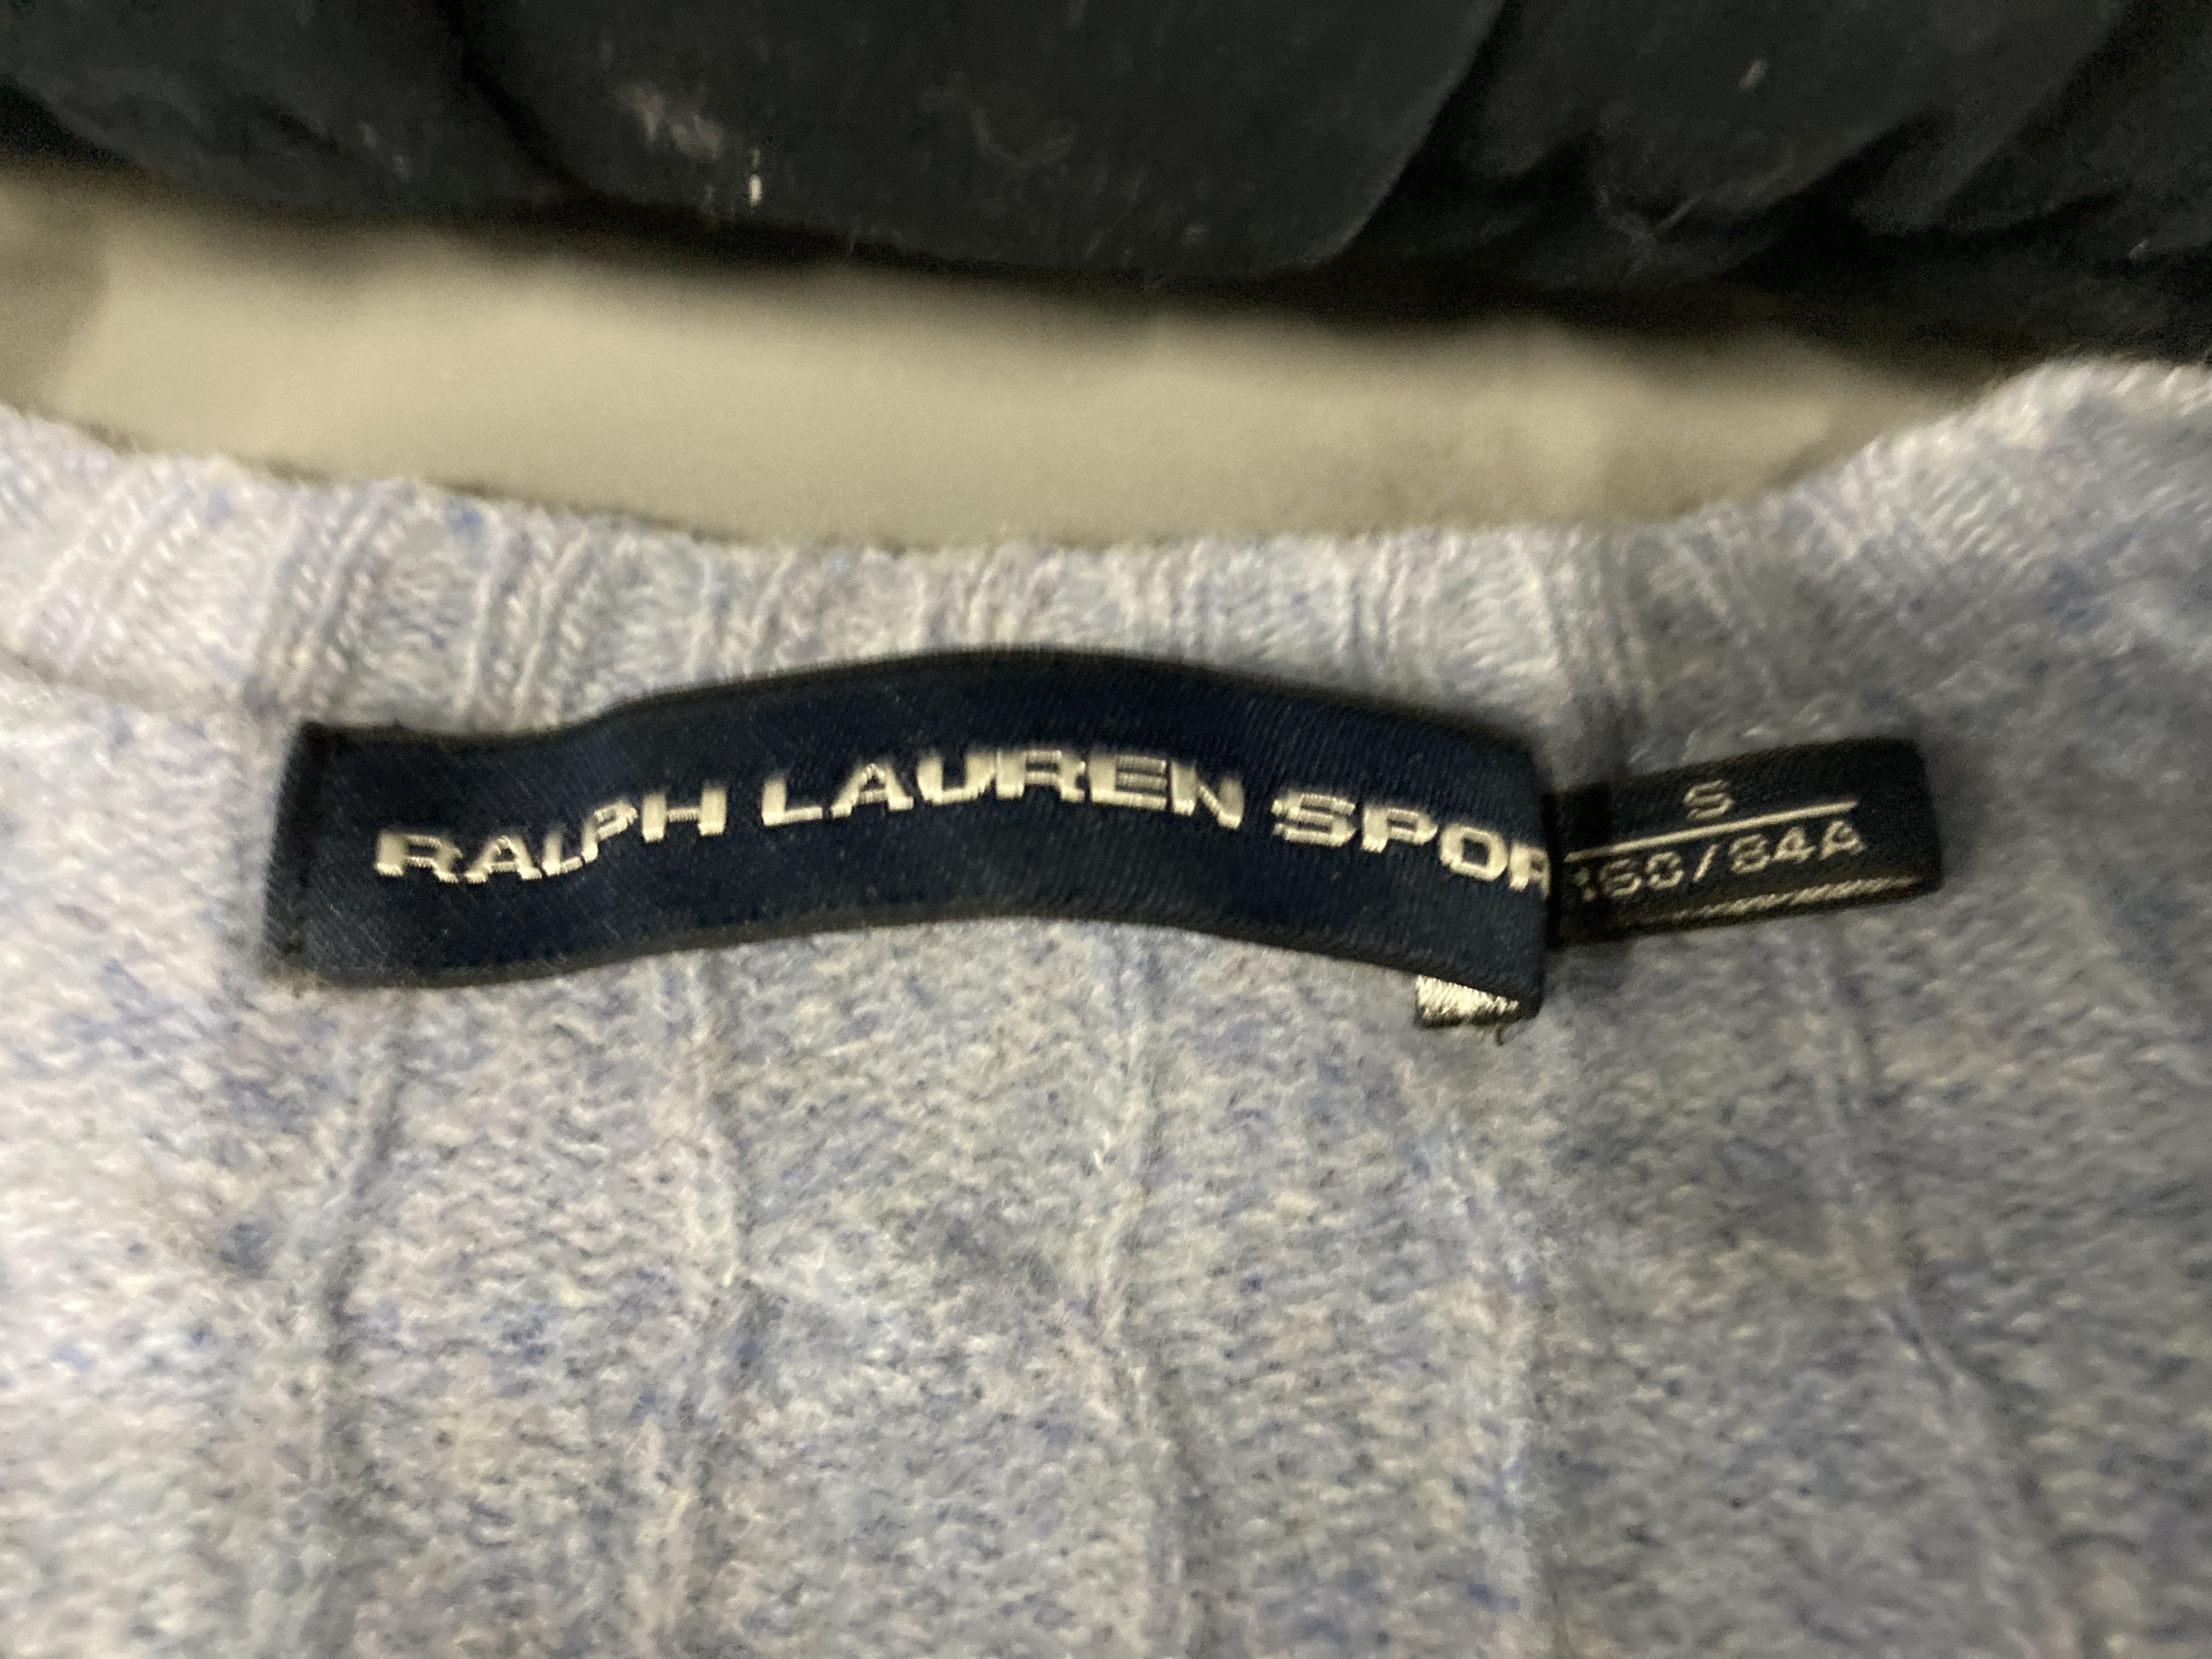 RALPH LAUREN SPOR
S
160/84A